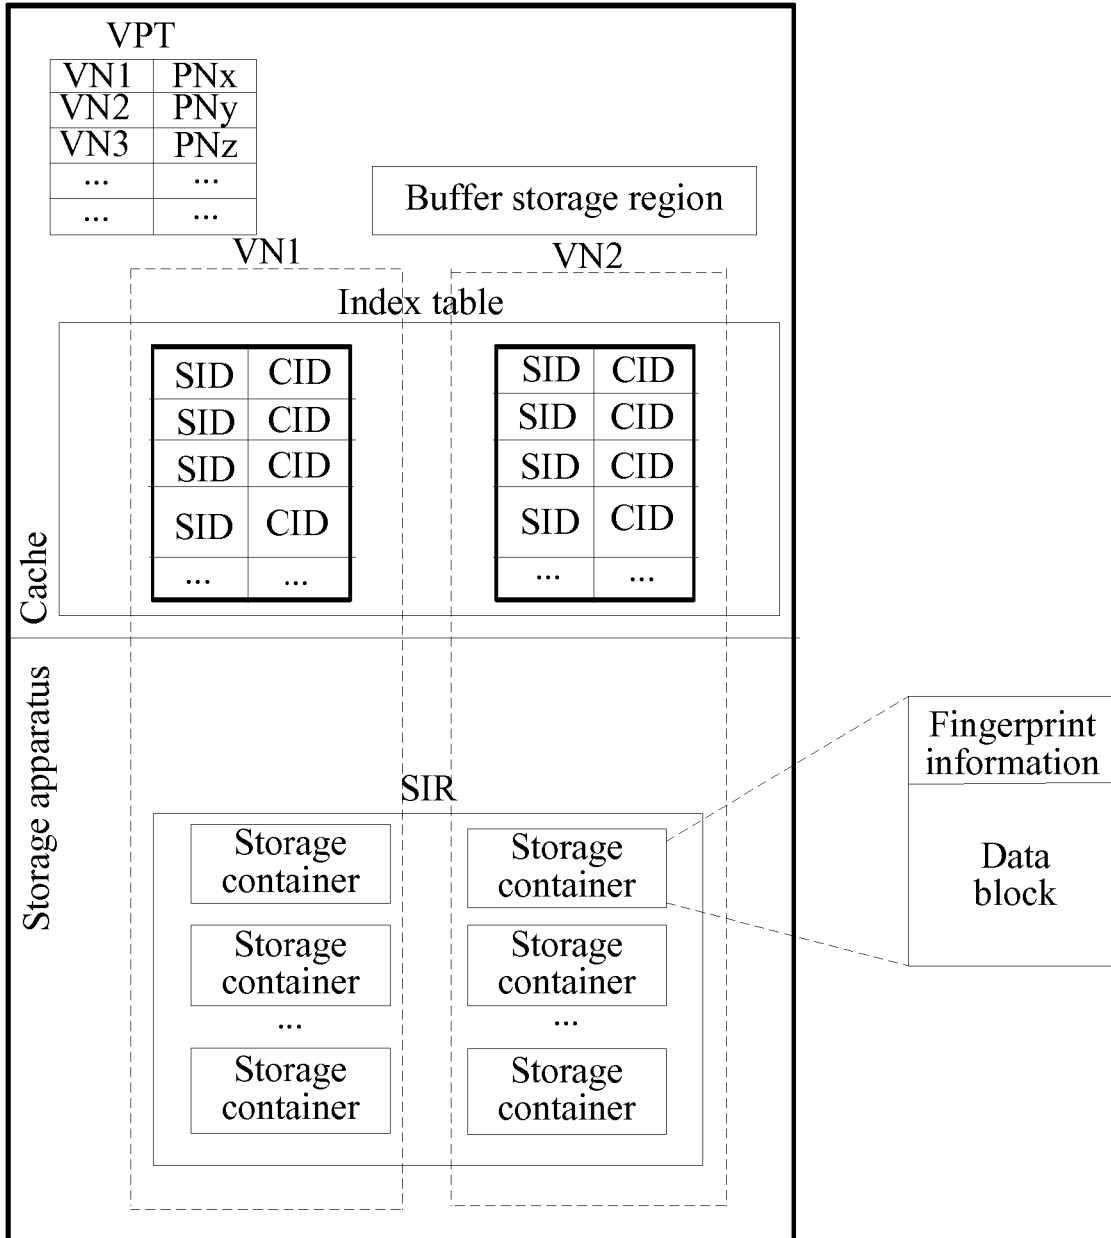 VPT
VN1 PNx
VN2 PNy
VN3 PNz
... ...
... ...
Buffer storage region
VN1 VN2
Index table
SID CID SID CID
SID CID SID CID
SID CID SID CID
SID CID SID CID
... ... ... ...
Cache
Storage apparatus
SIR
Storage
container
Storage
container
Storage
container
Storage
container
... ...
Storage
container
Storage
container
Fingerprint
information
Data
block